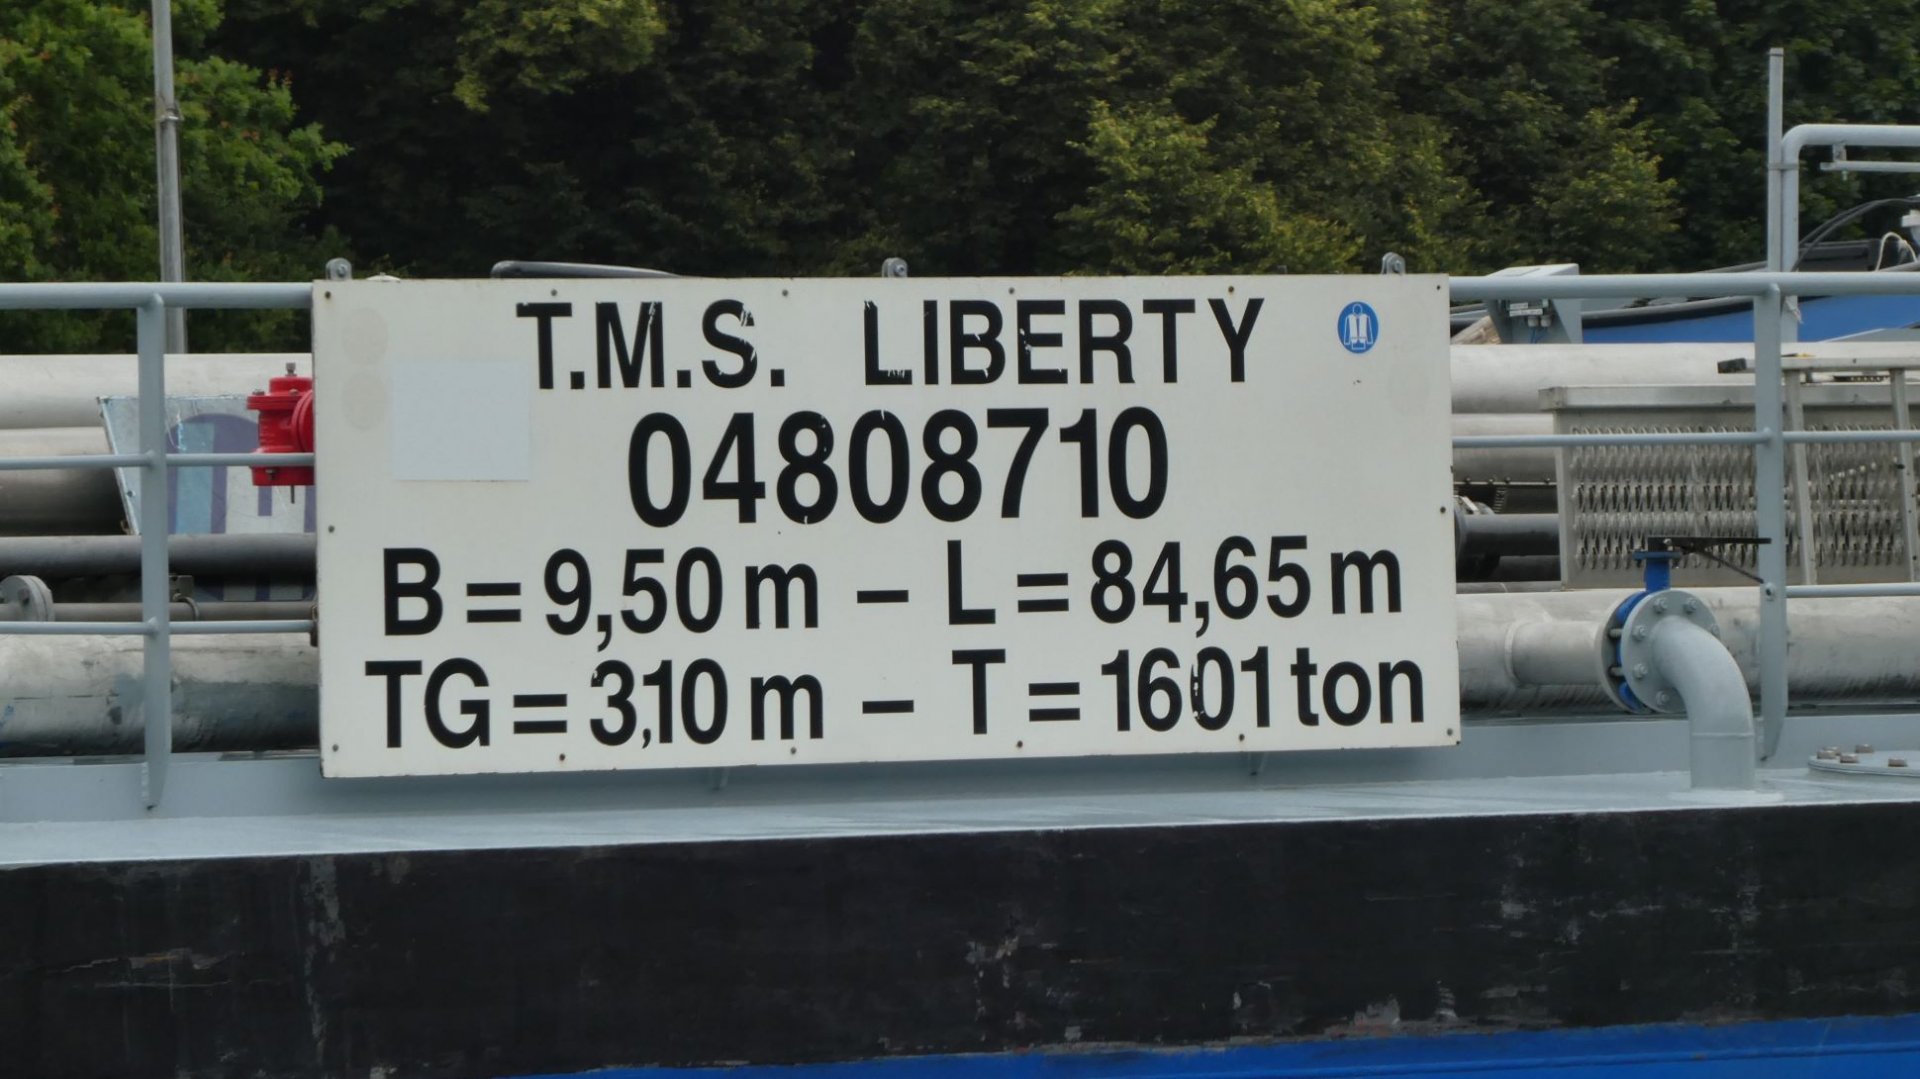 T.M.S. LIBERTY
04808710
B = 9,50 m – L = 84,65 m
TG = 3,10 m – T = 1601 ton